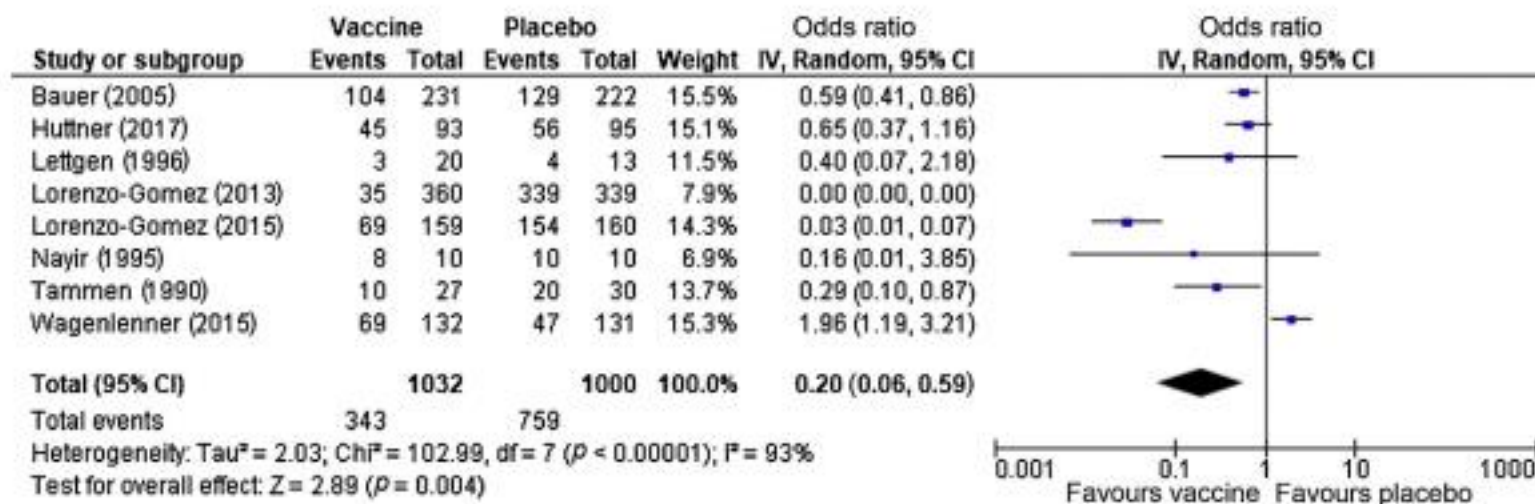 Vaccine Placebo Odds ratio Odds ratio
Study or subgroup Events Total Events Total Weight IV, Random, 95% CI IV, Random, 95% CI
Bauer (2005) 104 231 129 222 15.5% 0.59 (0.41, 0.86)
Huttner (2017) 45 93 56 95 15.1% 0.65 (0.37, 1.16)
Lettgen (1996) 3 20 4 13 11.5% 0.40 (0.07, 2.18)
Lorenzo-Gomez (2013) 35 360 339 339 7.9% 0.00 (0.00, 0.00)
Lorenzo-Gomez (2015) 69 159 154 160 14.3% 0.03 (0.01, 0.07)
Nayir (1995) 8 10 10 10 6.9% 0.16 (0.01, 3.85)
Tammen (1990) 10 27 20 30 13.7% 0.29 (0.10, 0.87)
Wagenlenner (2015) 69 132 47 131 15.3% 1.96 (1.19, 3.21)
Total (95% CI) 1032 1000 100.0% 0.20 (0.06, 0.59)
Total events 343 759
Heterogeneity: Tau² = 2.03; Chi² = 102.99, df = 7 (p < 0.00001); I² = 93%
Test for overall effect: Z = 2.89 (p = 0.004)
0.001 0.1 1 10 1000
Favours vaccine Favours placebo